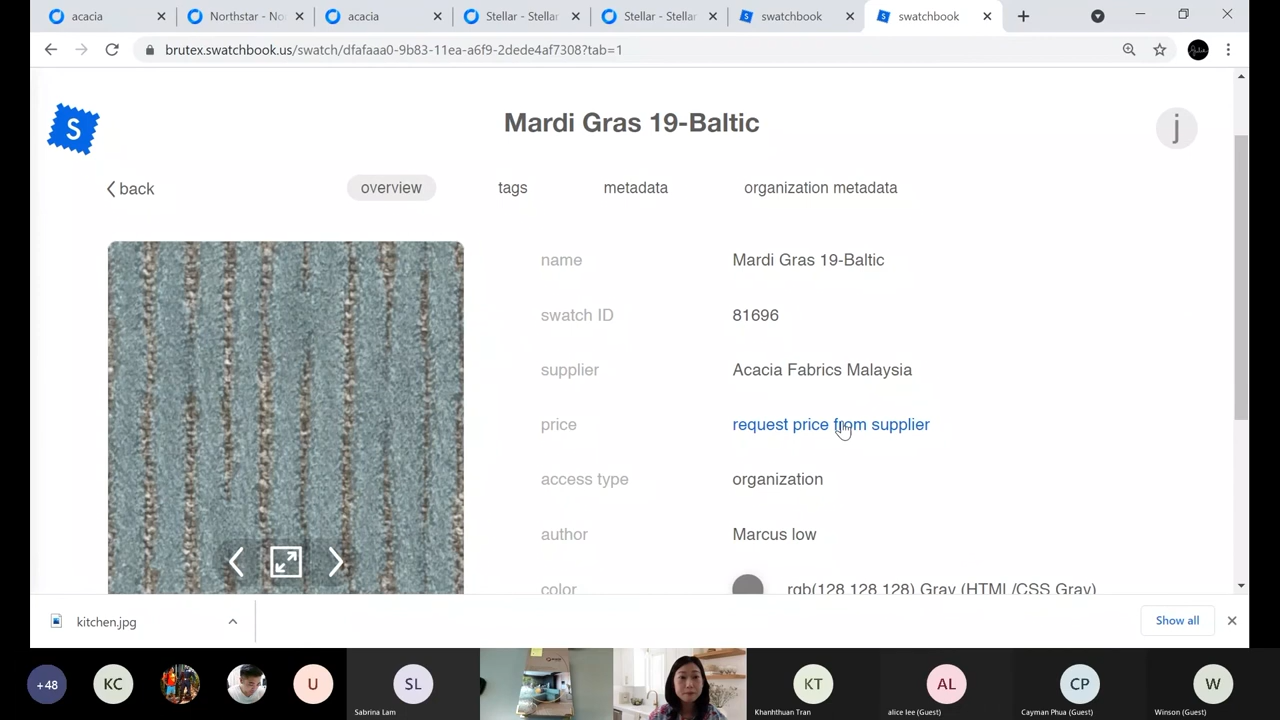 acacia
Northstar - No
acacia
Stellar - Stellar
Stellar - Stellar
swatchbook
swatchbook
brutex.swatchbook.us/swatch/dfafaaa0-9b83-11ea-a6f9-2dede4af7308?tab=1
S
Mardi Gras 19-Baltic
j
back
overview
tags
metadata
organization metadata
name
Mardi Gras 19-Baltic
swatch ID
81696
supplier
Acacia Fabrics Malaysia
price
request price from supplier
access type
organization
author
Marcus low
color
rgb(128,128,128) Gray (HTML/CSS Gray)
kitchen.jpg
Show all
+48
KC
U
SL
Sabrina Lam
KT
Khanhthuan Tran
AL
alice lee (Guest)
CP
Cayman Phua (Guest)
W
Winson (Guest)